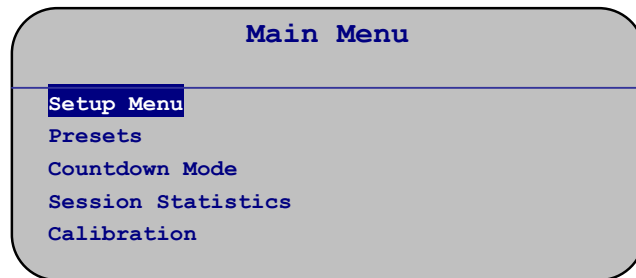 Main Menu
Setup Menu
Presets
Countdown Mode
Session Statistics
Calibration